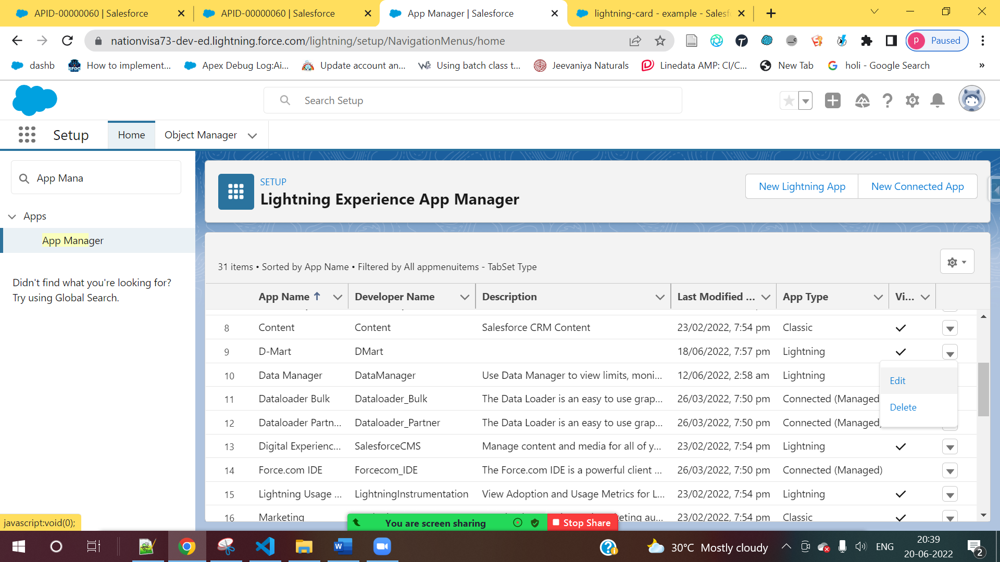 APID-00000060 | Salesforce
APID-00000060 | Salesforce
App Manager | Salesforce
lightning-card - example - Salesf
nationvisa73-dev-ed.lightning.force.com/lightning/setup/NavigationMenus/home
P Paused
dashb
How to implement...
Apex Debug Log:Ai...
Update account an...
Using batch class t...
Jeevaniya Naturals
Linedata AMP: CI/C...
New Tab
holi - Google Search
»
Search Setup
Setup
Home
Object Manager
App Mana
Apps
App Manager
Didn't find what you're looking for?
Try using Global Search.
SETUP
Lightning Experience App Manager
New Lightning App
New Connected App
31 items • Sorted by App Name • Filtered by All appmenuitems - TabSet Type
App Name ↑ Developer Name Description Last Modified ... App Type Vi...
8 Content Content Salesforce CRM Content 23/02/2022, 7:54 pm Classic
9 D-Mart DMart 18/06/2022, 7:57 pm Lightning
10 Data Manager DataManager Use Data Manager to view limits, moni... 12/06/2022, 2:58 am Lightning
Edit
11 Dataloader Bulk Dataloader_Bulk The Data Loader is an easy to use grap... 26/03/2022, 7:50 pm Connected (Managed
Delete
12 Dataloader Partn... Dataloader_Partner The Data Loader is an easy to use grap... 26/03/2022, 7:50 pm Connected (Managed)
13 Digital Experienc... SalesforceCMS Manage content and media for all of y... 23/02/2022, 7:54 pm Lightning
14 Force.com IDE Forcecom_IDE The Force.com IDE is a powerful client ... 26/03/2022, 7:50 pm Connected (Managed)
15 Lightning Usage ... LightningInstrumentation View Adoption and Usage Metrics for L... 23/02/2022, 7:54 pm Lightning
16 Marketing keting au... 23/02/2022, 7:54 pm Classic
javascript:void(0);
You are screen sharing
Stop Share
30°C Mostly cloudy
ENG
20:39
20-06-2022
2